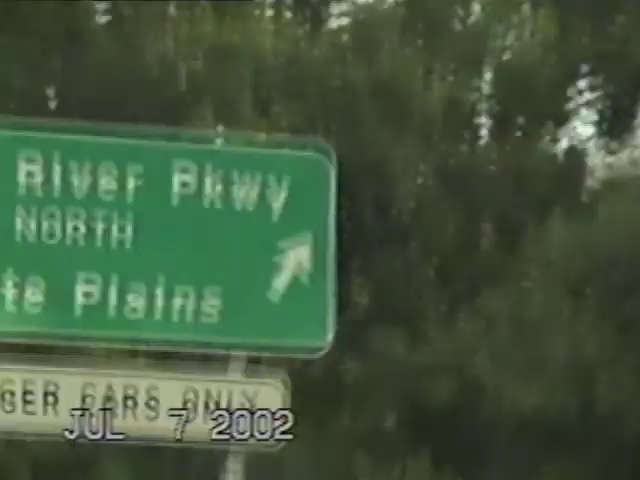 River Pkwy
NORTH
te Plains
GER CARS ONLY
JUL 7 2002